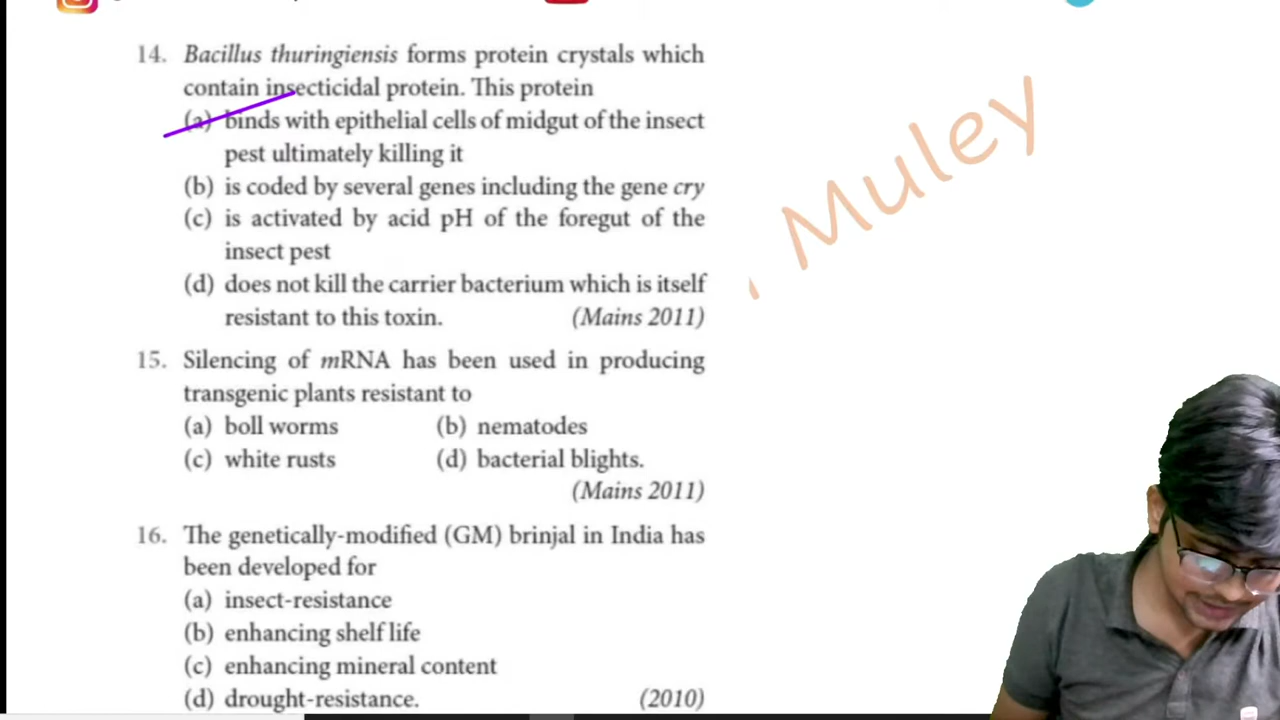 14. Bacillus thuringiensis forms protein crystals which
contain insecticidal protein. This protein
(a) binds with epithelial cells of midgut of the insect
pest ultimately killing it
(b) is coded by several genes including the gene cry
(c) is activated by acid pH of the foregut of the
insect pest
(d) does not kill the carrier bacterium which is itself
resistant to this toxin. (Mains 2011)
15. Silencing of mRNA has been used in producing
transgenic plants resistant to
(a) boll worms (b) nematodes
(c) white rusts (d) bacterial blights.
(Mains 2011)
16. The genetically-modified (GM) brinjal in India has
been developed for
(a) insect-resistance
(b) enhancing shelf life
(c) enhancing mineral content
(d) drought-resistance. (2010)
Muley